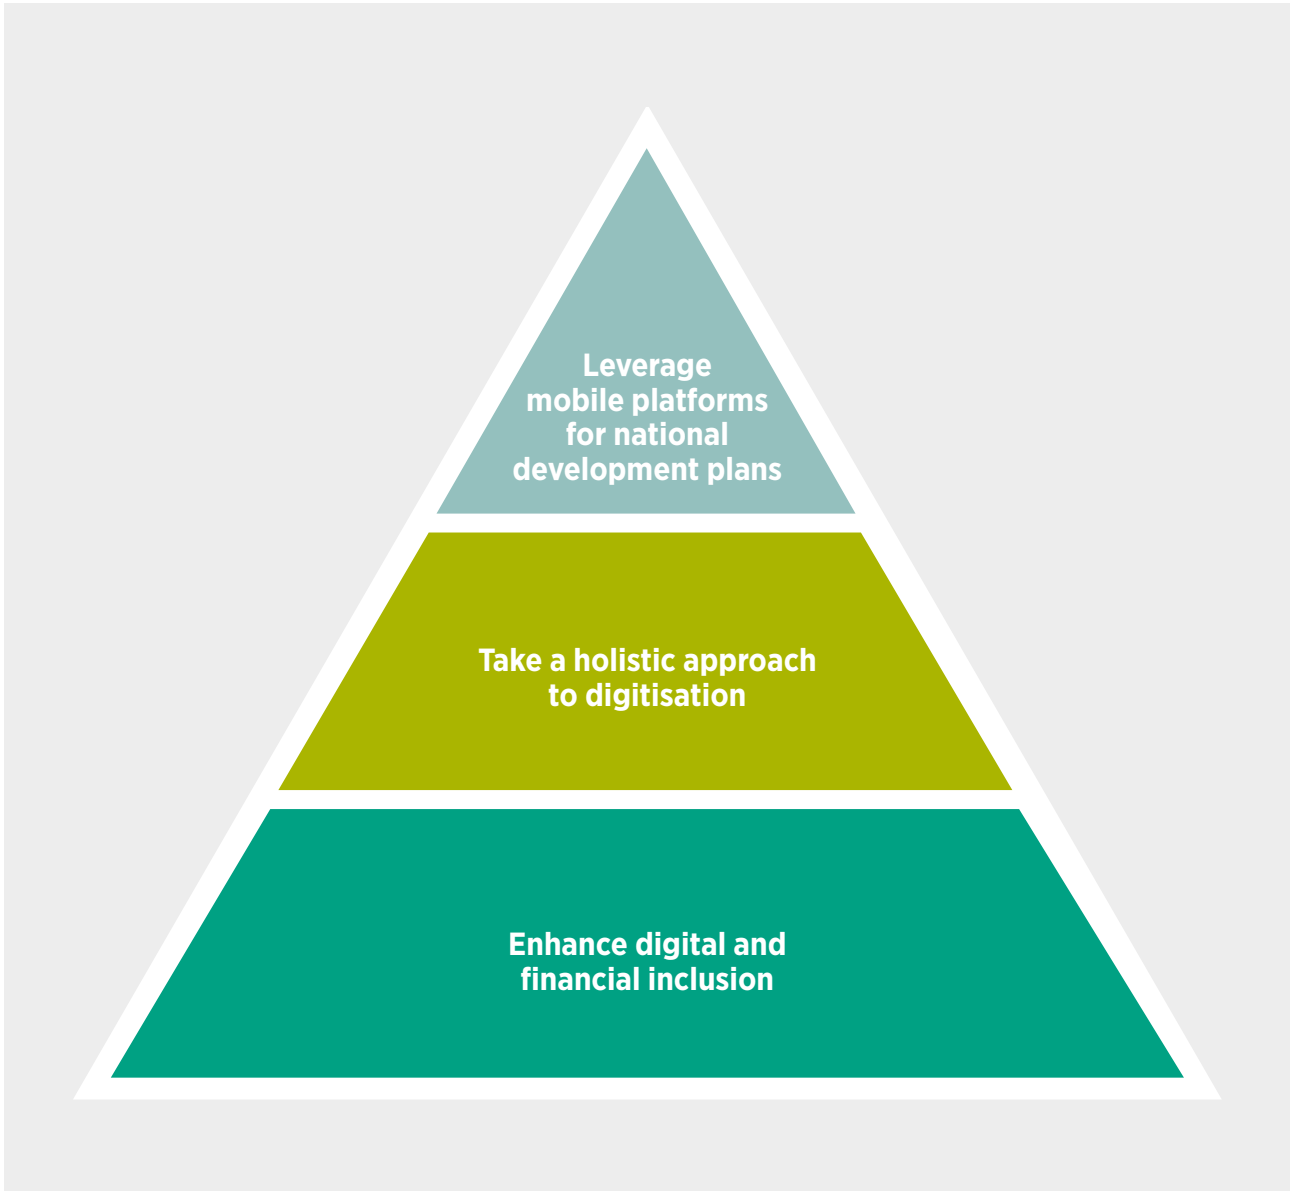 Leverage
mobile platforms
for national
development plans
Take a holistic approach
to digitisation
Enhance digital and
financial inclusion